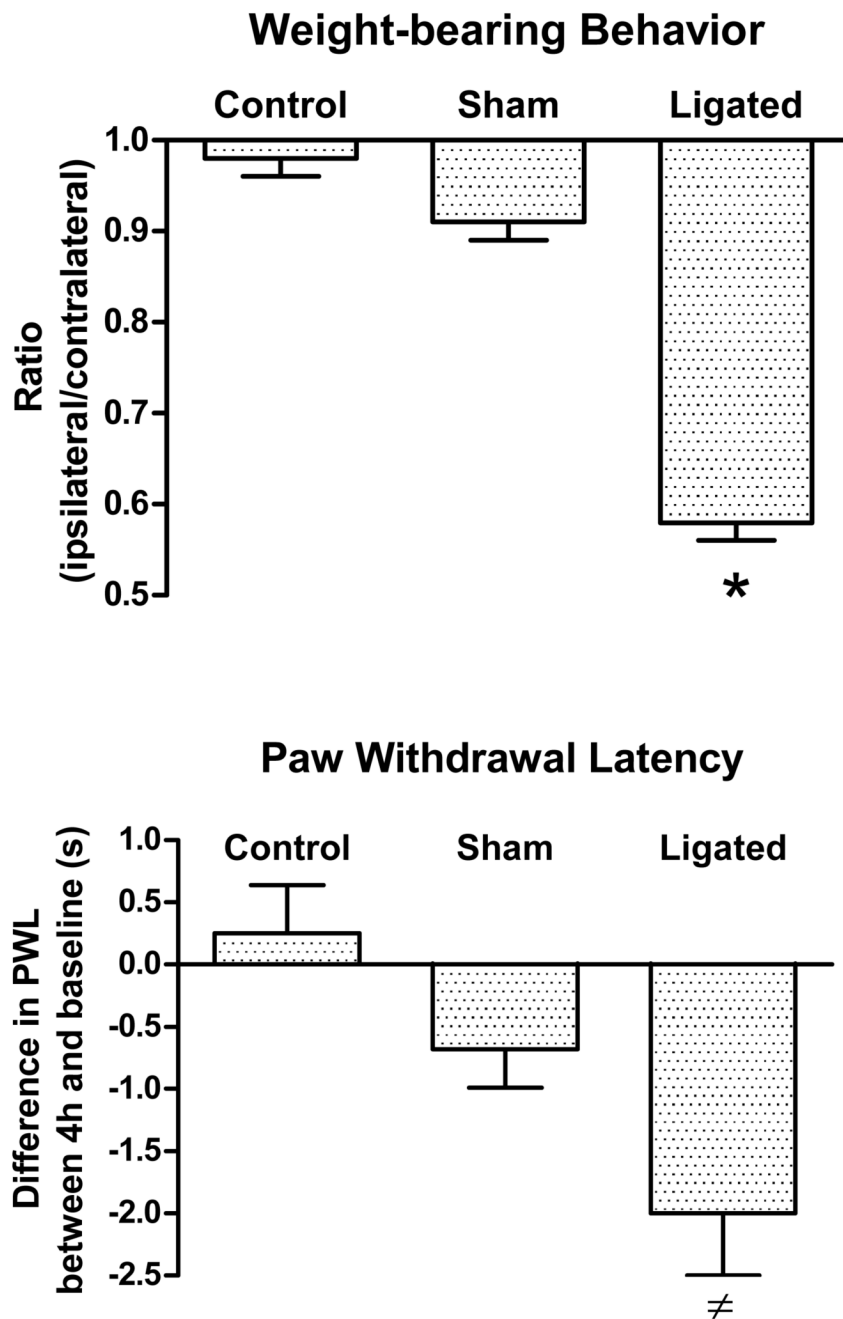 Weight-bearing Behavior
Control Sham Ligated
1.0
0.9
0.8
0.7
0.6
0.5
Ratio
(ipsilateral/contralateral)
*
Paw Withdrawal Latency
Control Sham Ligated
1.0
0.5
0.0
-0.5
-1.0
-1.5
-2.0
-2.5
Difference in PWL
between 4h and baseline (s)
≠